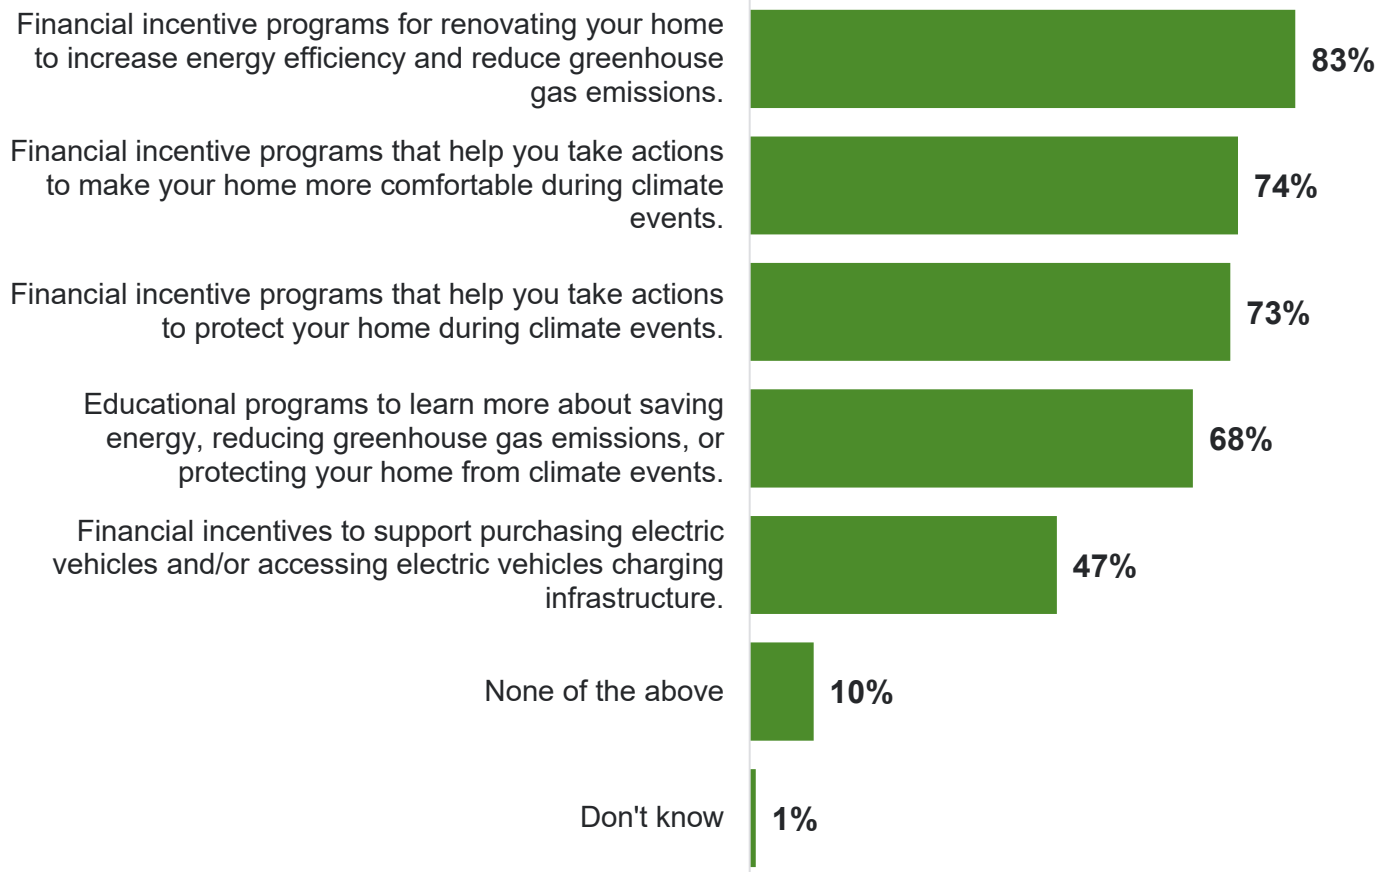 Financial incentive programs for renovating your home
to increase energy efficiency and reduce greenhouse
gas emissions.
83%
Financial incentive programs that help you take actions
to make your home more comfortable during climate
events.
74%
Financial incentive programs that help you take actions
to protect your home during climate events.
73%
Educational programs to learn more about saving
energy, reducing greenhouse gas emissions, or
protecting your home from climate events.
68%
Financial incentives to support purchasing electric
vehicles and/or accessing electric vehicles charging
infrastructure.
47%
None of the above
10%
Don't know
1%